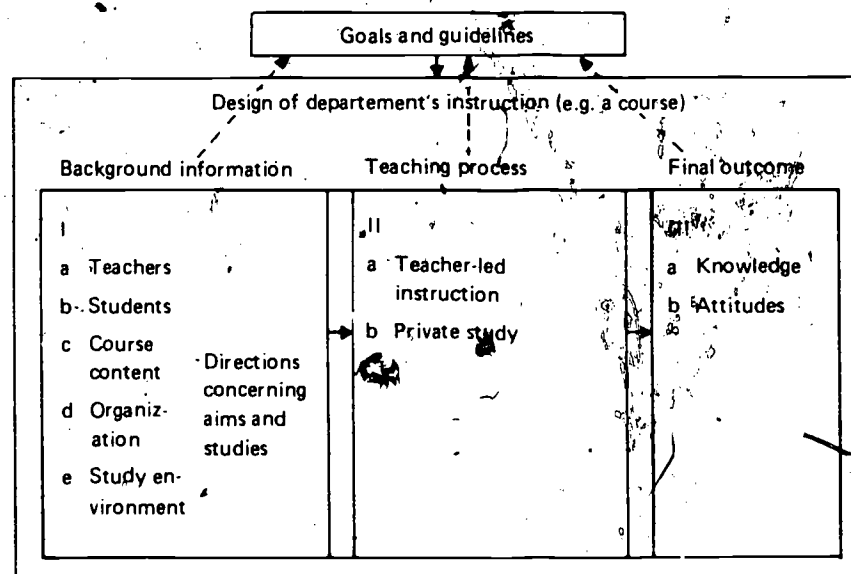 Goals and guidelines
Design of departement's instruction (e.g. a course)
Background information
I
a Teachers
b Students
c Course
content
d Organiz-
ation
e Study en-
vironment
Directions
concerning
aims and
studies
Teaching process
II
a Teacher-led
instruction
b Private study
Final outcome
III
a Knowledge
b Attitudes